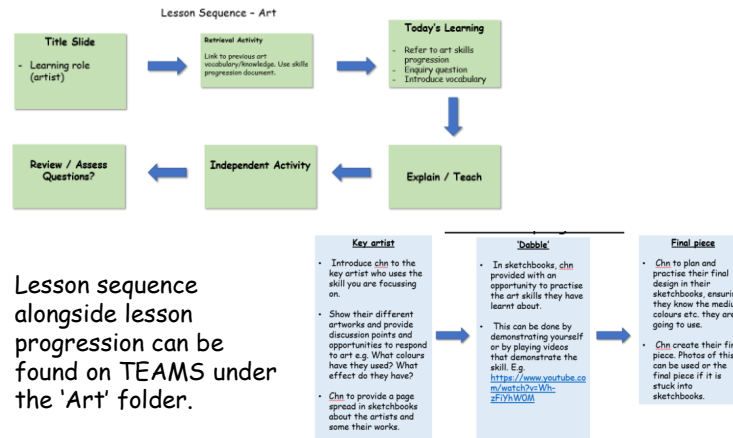 Lesson Sequence – Art
Title Slide
- Learning role
(artist)
Retrieval Activity
Link to previous art
vocabulary/knowledge. Use skills
progression document.
Today's Learning
- Refer to art skills
progression
- Enquiry question
- Introduce vocabulary
Explain / Teach
Independent Activity
Review / Assess
Questions?
Lesson sequence
alongside lesson
progression can be
found on TEAMS under
the 'Art' folder.
Key artist
• Introduce chn to the
key artist who uses the
skill you are focussing
on.
• Show their different
artworks and provide
discussion points and
opportunities to respond
to art e.g. What colours
have they used? What
effect do they have?
• Chn to provide a page
spread in sketchbooks
about the artists and
some their works.
'Dabble'
• In sketchbooks, chn
provided with an
opportunity to practise
the art skills they have
learnt about.
• This can be done by
demonstrating yourself
or by playing videos
that demonstrate the
skill. E.g.
https://www.youtube.co
m/watch?v=Wh-
zFiYhW0M
Final piece
• Chn to plan and
practise their final
design in their
sketchbooks, ensuri
they know the mediu
colours etc. they are
going to use.
• Chn create their fin
piece. Photos of this
can be used or the
final piece if it is
stuck into
sketchbooks.